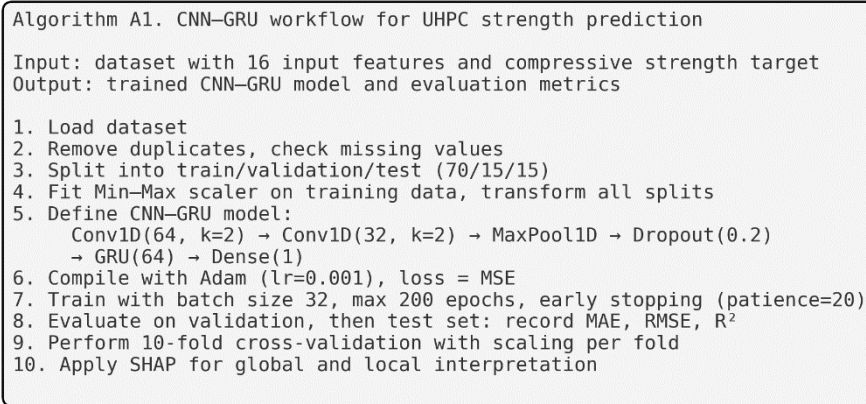 Algorithm A1. CNN–GRU workflow for UHPC strength prediction
Input: dataset with 16 input features and compressive strength target
Output: trained CNN–GRU model and evaluation metrics
1. Load dataset
2. Remove duplicates, check missing values
3. Split into train/validation/test (70/15/15)
4. Fit Min–Max scaler on training data, transform all splits
5. Define CNN–GRU model:
Conv1D(64, k=2) → Conv1D(32, k=2) → MaxPool1D → Dropout(0.2)
→ GRU(64) → Dense(1)
6. Compile with Adam (lr=0.001), loss = MSE
7. Train with batch size 32, max 200 epochs, early stopping (patience=20)
8. Evaluate on validation, then test set: record MAE, RMSE, R²
9. Perform 10-fold cross-validation with scaling per fold
10. Apply SHAP for global and local interpretation